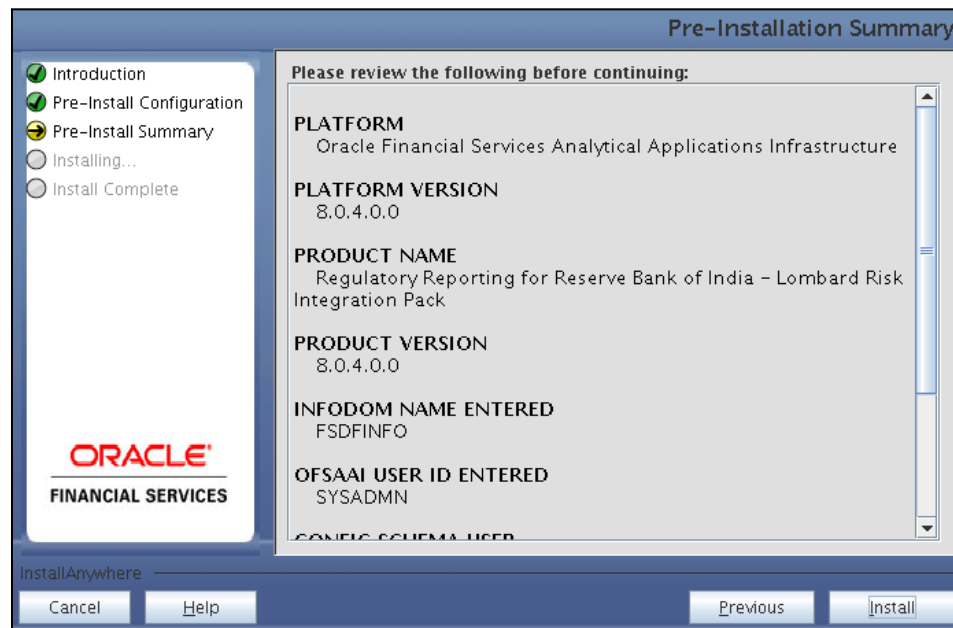 Pre-Installation Summary
Introduction
Pre-Install Configuration
Pre-Install Summary
Installing...
Install Complete
ORACLE
FINANCIAL SERVICES
Please review the following before continuing:
PLATFORM
Oracle Financial Services Analytical Applications Infrastructure
PLATFORM VERSION
8.0.4.0.0
PRODUCT NAME
Regulatory Reporting for Reserve Bank of India – Lombard Risk
Integration Pack
PRODUCT VERSION
8.0.4.0.0
INFODOM NAME ENTERED
FSDFINFO
OFSAAI USER ID ENTERED
SYSADMN
CONFIG SCHEMA USER
InstallAnywhere
Cancel
Help
Previous
Install